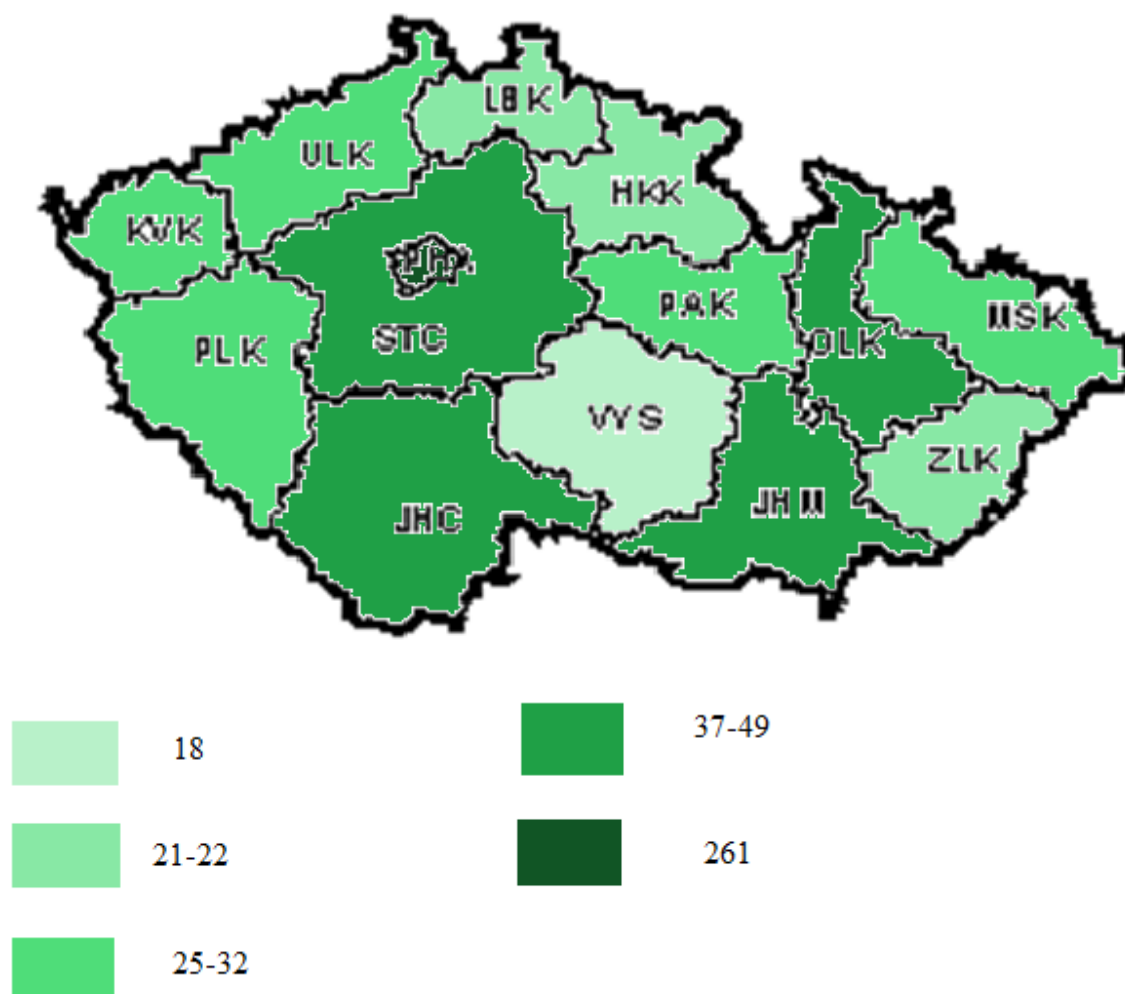 LBK
ULK
HKK
KVK
PHA
PAK
MSK
STC
PLK
OLK
VYS
ZLK
JHC
JHM
18
37-49
21-22
261
25-32